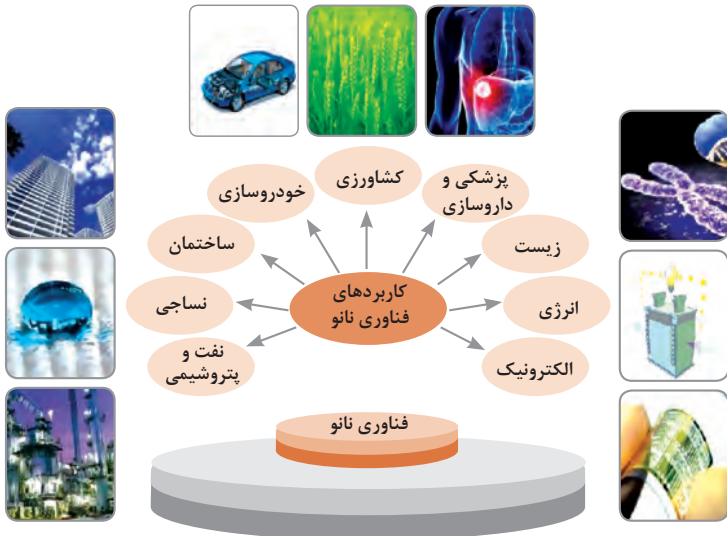 کشاورزی
پزشکی و
داروسازی
خودروسازی
زیست
ساختمان
کاربردهای
فناوری نانو
انرژی
نساجی
الکترونیک
نفت و
پتروشیمی
فناوری نانو